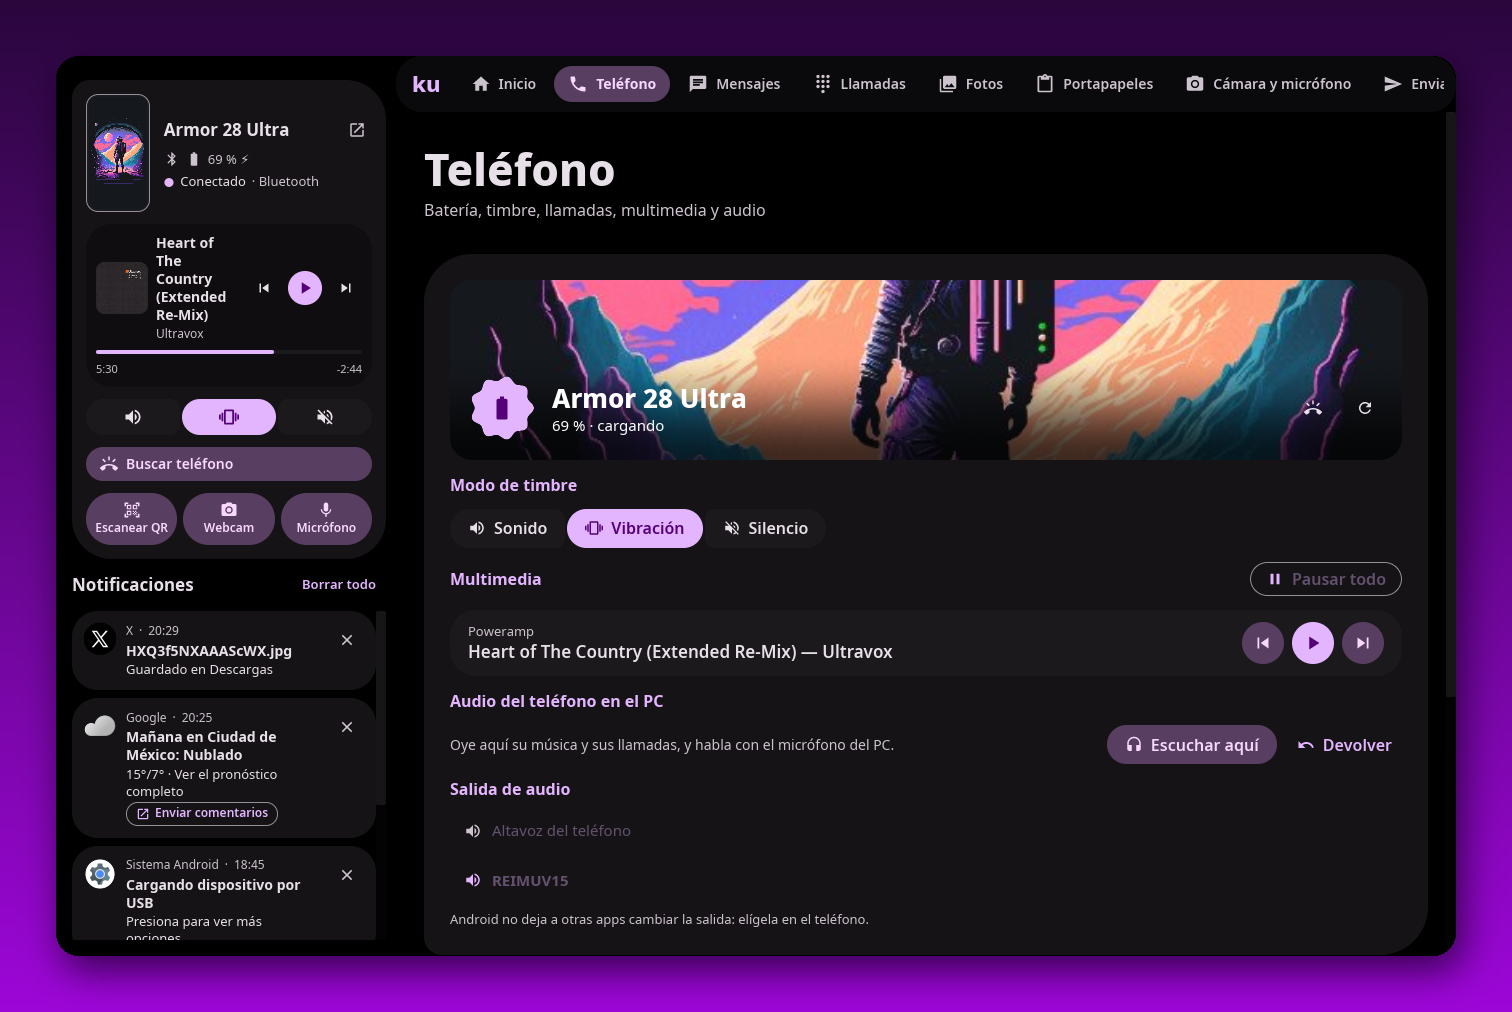 Armor 28 Ultra
69 % ⚡
Conectado · Bluetooth
Heart of
The
Country
(Extended
Re-Mix)
Ultravox
5:30
-2:44
Buscar teléfono
Escanear QR
Webcam
Micrófono
Notificaciones
Borrar todo
X · 20:29
HXQ3f5NXAAAScWX.jpg
Guardado en Descargas
Google · 20:25
Mañana en Ciudad de
México: Nublado
15°/7° · Ver el pronóstico
completo
Enviar comentarios
Sistema Android · 18:45
Cargando dispositivo por
USB
Presiona para ver más
opciones
ku
Inicio
Teléfono
Mensajes
Llamadas
Fotos
Portapapeles
Cámara y micrófono
Envia
Teléfono
Batería, timbre, llamadas, multimedia y audio
Armor 28 Ultra
69 % · cargando
Modo de timbre
Sonido
Vibración
Silencio
Multimedia
Pausar todo
Poweramp
Heart of The Country (Extended Re-Mix) — Ultravox
Audio del teléfono en el PC
Oye aquí su música y sus llamadas, y habla con el micrófono del PC.
Escuchar aquí
Devolver
Salida de audio
Altavoz del teléfono
REIMUV15
Android no deja a otras apps cambiar la salida: elígela en el teléfono.